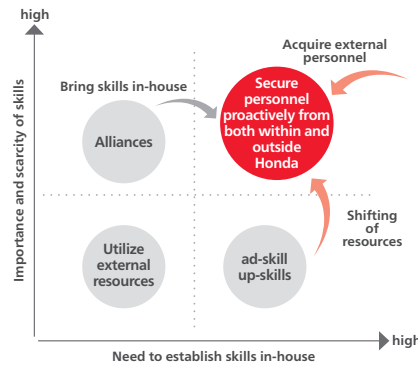 high
Importance and scarcity of skills
Bring skills in-house
Alliances
Acquire external
personnel
Secure
personnel
proactively from
both within and
outside
Honda
Utilize
external
resources
ad-skill
up-skills
Shifting
of
resources
high
Need to establish skills in-house